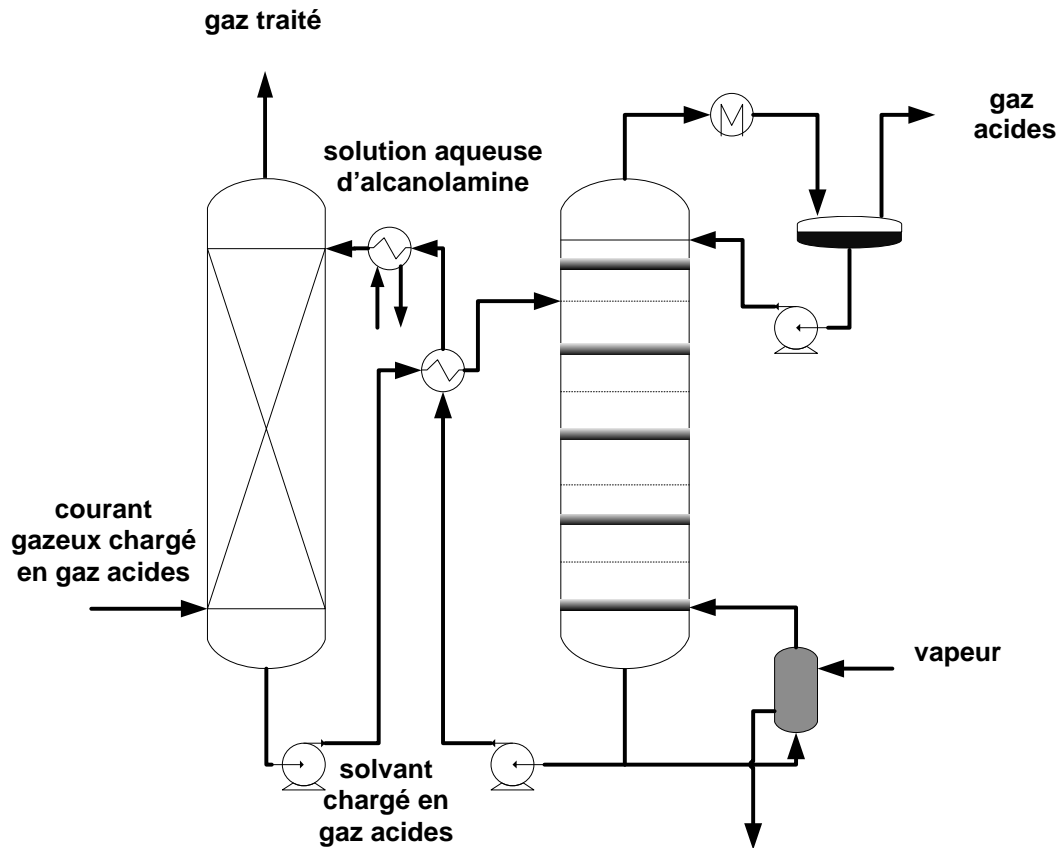 gaz traité
gaz
acides
solution aqueuse
d'alcanolamine
courant
gazeux chargé
en gaz acides
vapeur
solvant
chargé en
gaz acides